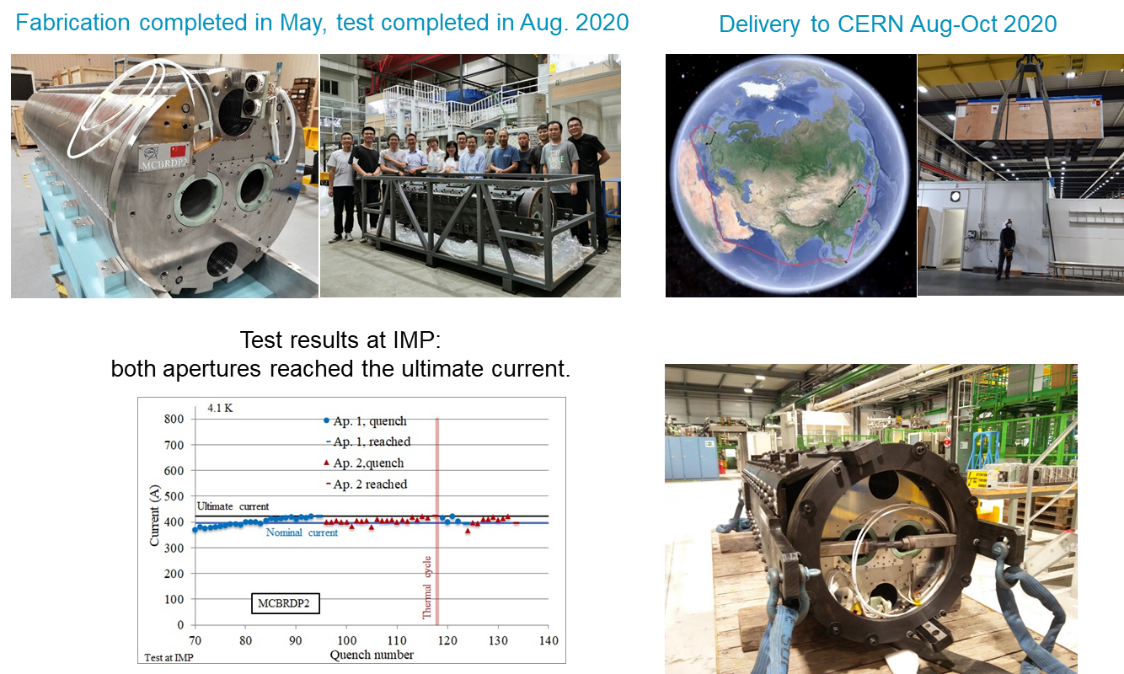 Fabrication completed in May, test completed in Aug. 2020
Delivery to CERN Aug-Oct 2020
MCBRDP2
Test results at IMP:
both apertures reached the ultimate current.
4.1 K
Ap. 1, quench
Ap. 1, reached
Ap. 2,quench
Ap. 2 reached
800
700
600
500
400
300
200
100
0
Current (A)
Ultimate current
Nominal current
Thermal cycle
MCBRDP2
70
80
90
100
110
120
130
140
Quench number
Test at IMP